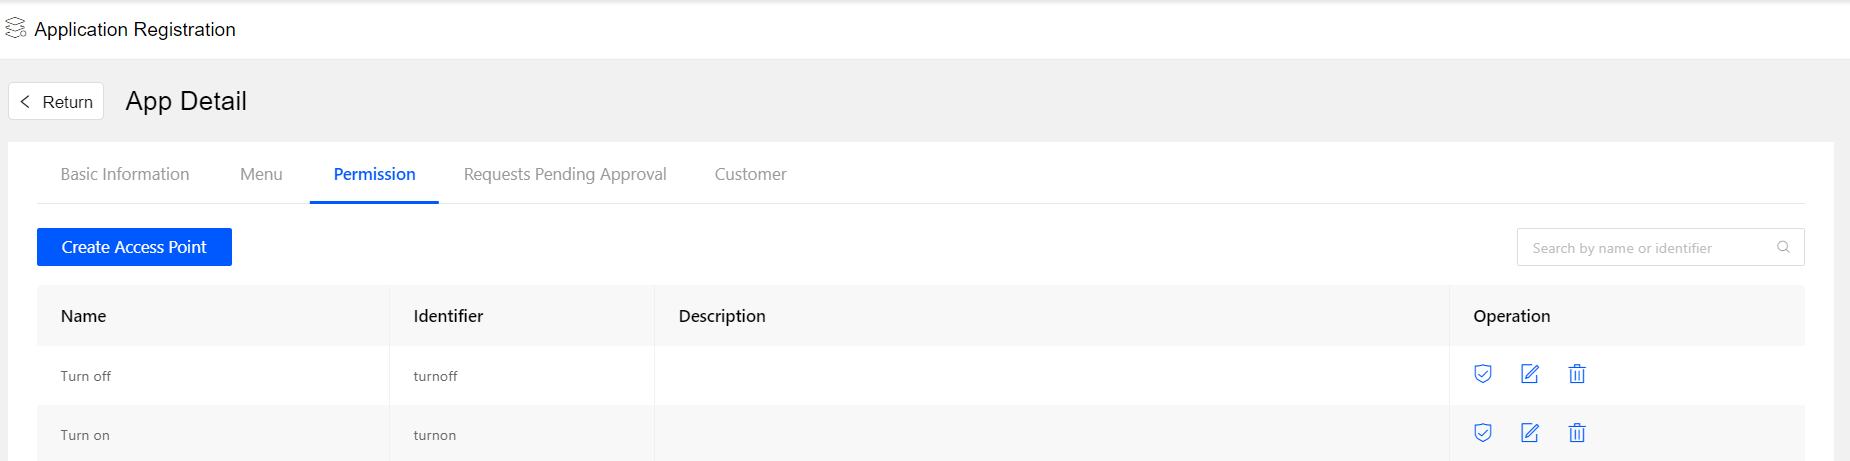 Application Registration
Return App Detail
Basic Information Menu Permission Requests Pending Approval Customer
Create Access Point Search by name or identifier
Name Identifier Description Operation
Turn off turnoff
Turn on turnon